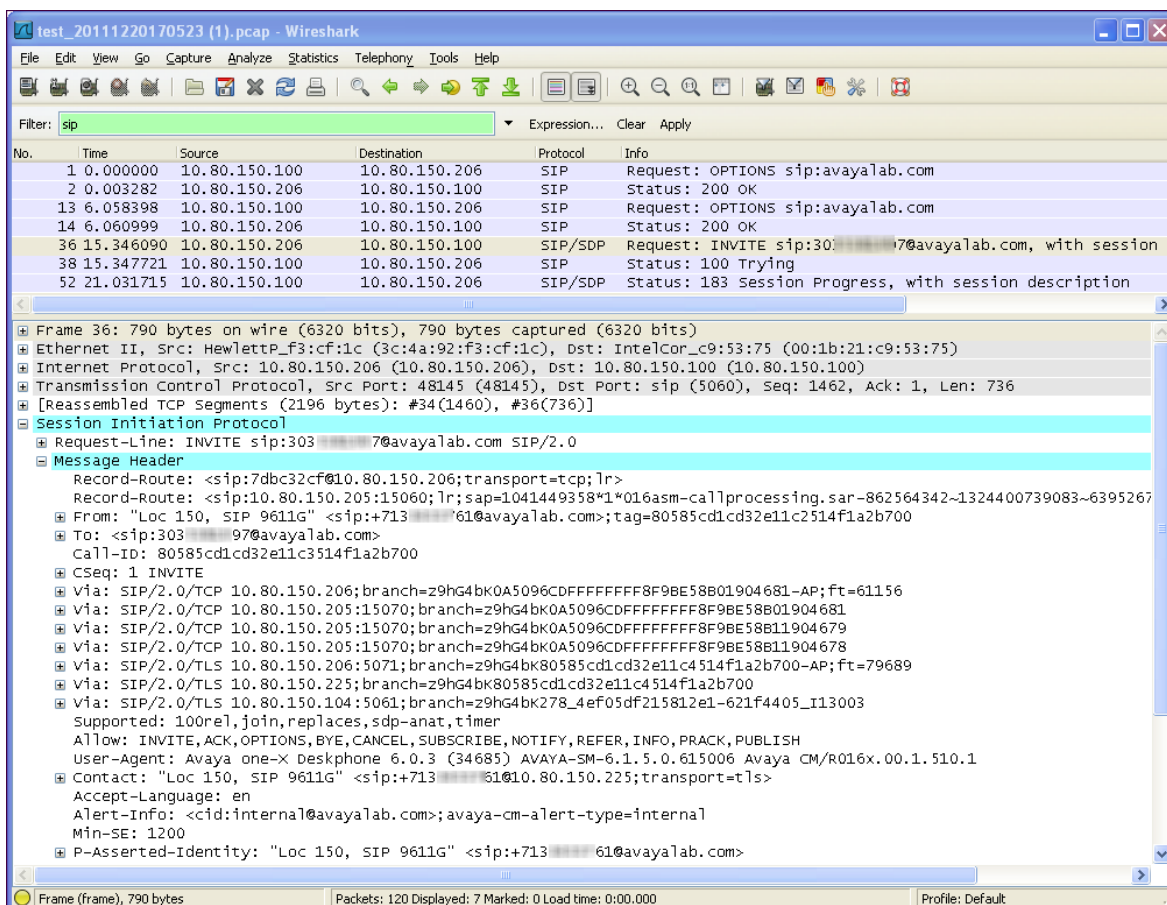 test_20111220170523 (1).pcap - Wireshark
File Edit View Go Capture Analyze Statistics Telephony Tools Help
Filter: sip Expression... Clear Apply
No. Time Source Destination Protocol Info
1 0.000000 10.80.150.100 10.80.150.206 SIP Request: OPTIONS sip:avayalab.com
2 0.003282 10.80.150.206 10.80.150.100 SIP Status: 200 OK
13 6.058398 10.80.150.100 10.80.150.206 SIP Request: OPTIONS sip:avayalab.com
14 6.060999 10.80.150.206 10.80.150.100 SIP Status: 200 OK
36 15.346090 10.80.150.206 10.80.150.100 SIP/SDP Request: INVITE sip:303 7@avayalab.com, with session
38 15.347721 10.80.150.100 10.80.150.206 SIP Status: 100 Trying
52 21.031715 10.80.150.100 10.80.150.206 SIP/SDP Status: 183 Session Progress, with session description
Frame 36: 790 bytes on wire (6320 bits), 790 bytes captured (6320 bits)
Ethernet II, Src: HewlettP_f3:cf:1c (3c:4a:92:f3:cf:1c), Dst: IntelCor_c9:53:75 (00:1b:21:c9:53:75)
Internet Protocol, Src: 10.80.150.206 (10.80.150.206), Dst: 10.80.150.100 (10.80.150.100)
Transmission Control Protocol, Src Port: 48145 (48145), Dst Port: sip (5060), Seq: 1462, Ack: 1, Len: 736
[Reassembled TCP Segments (2196 bytes): #34(1460), #36(736)]
Session Initiation Protocol
Request-Line: INVITE sip:303 7@avayalab.com SIP/2.0
Message Header
Record-Route: <sip:7dbc32cf@10.80.150.206;transport=tcp;lr>
Record-Route: <sip:10.80.150.205:15060;lr;sap=1041449358*1*016asm-callprocessing.sar-862564342~1324400739083~6395267
From: "Loc 150, SIP 9611G" <sip:+713 61@avayalab.com>;tag=80585cd1cd32e11c2514f1a2b700
To: <sip:303 97@avayalab.com>
Call-ID: 80585cd1cd32e11c3514f1a2b700
CSeq: 1 INVITE
Via: SIP/2.0/TCP 10.80.150.206;branch=z9hG4bK0A5096CDFFFFFFFF8F9BE58B01904681-AP;ft=61156
Via: SIP/2.0/TCP 10.80.150.205:15070;branch=z9hG4bK0A5096CDFFFFFFFF8F9BE58B01904681
Via: SIP/2.0/TCP 10.80.150.205:15070;branch=z9hG4bK0A5096CDFFFFFFFF8F9BE58B11904679
Via: SIP/2.0/TCP 10.80.150.205:15070;branch=z9hG4bK0A5096CDFFFFFFFF8F9BE58B11904678
Via: SIP/2.0/TLS 10.80.150.206:5071;branch=z9hG4bK80585cd1cd32e11c4514f1a2b700-AP;ft=79689
Via: SIP/2.0/TLS 10.80.150.225;branch=z9hG4bK80585cd1cd32e11c4514f1a2b700
Via: SIP/2.0/TLS 10.80.150.104:5061;branch=z9hG4bK278_4ef05df215812e1-621f4405_I13003
Supported: 100rel,join,replaces,sdp-anat,timer
Allow: INVITE,ACK,OPTIONS,BYE,CANCEL,SUBSCRIBE,NOTIFY,REFER,INFO,PRACK,PUBLISH
User-Agent: Avaya one-X Deskphone 6.0.3 (34685) AVAYA-SM-6.1.5.0.615006 Avaya CM/R016x.00.1.510.1
Contact: "Loc 150, SIP 9611G" <sip:+713 61@10.80.150.225;transport=tls>
Accept-Language: en
Alert-Info: <cid:internal@avayalab.com>;avaya-cm-alert-type=internal
Min-SE: 1200
P-Asserted-Identity: "Loc 150, SIP 9611G" <sip:+713 61@avayalab.com>
Frame (frame), 790 bytes Packets: 120 Displayed: 7 Marked: 0 Load time: 0:00.000 Profile: Default